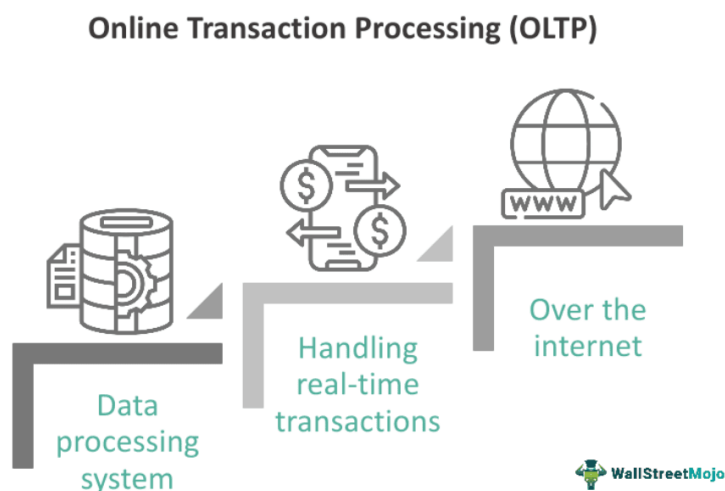 Online Transaction Processing (OLTP)
$
$
WWW
Data
processing
system
Handling
real-time
transactions
Over the
internet
WallStreetMojo